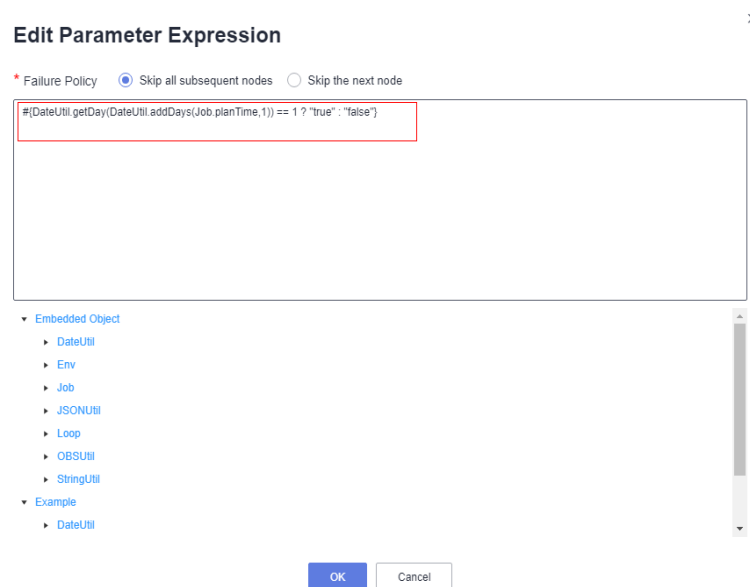 Edit Parameter Expression
* Failure Policy Skip all subsequent nodes Skip the next node
#{DateUtil.getDay(DateUtil.addDays(Job.planTime,1)) == 1 ? "true" : "false"}
Embedded Object
DateUtil
Env
Job
JSONUtil
Loop
OBSUtil
StringUtil
Example
DateUtil
OK Cancel